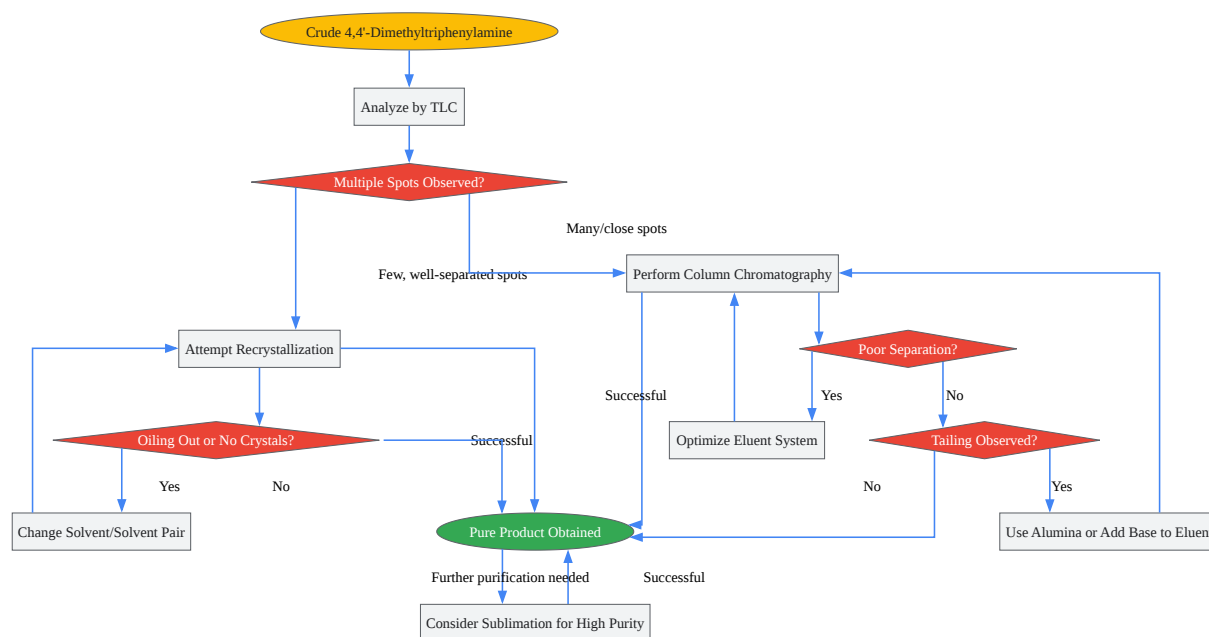 Crude 4,4'-Dimethyltriphenylamine
Analyze by TLC
Multiple Spots Observed?
Many/close spots
Few, well-separated spots
Perform Column Chromatography
Attempt Recrystallization
Poor Separation?
Successful
Yes
No
Oiling Out or No Crystals?
Successful
Optimize Eluent System
Tailing Observed?
Yes
No
No
Yes
Change Solvent/Solvent Pair
Pure Product Obtained
Use Alumina or Add Base to Eluent
Further purification needed
Successful
Consider Sublimation for High Purity